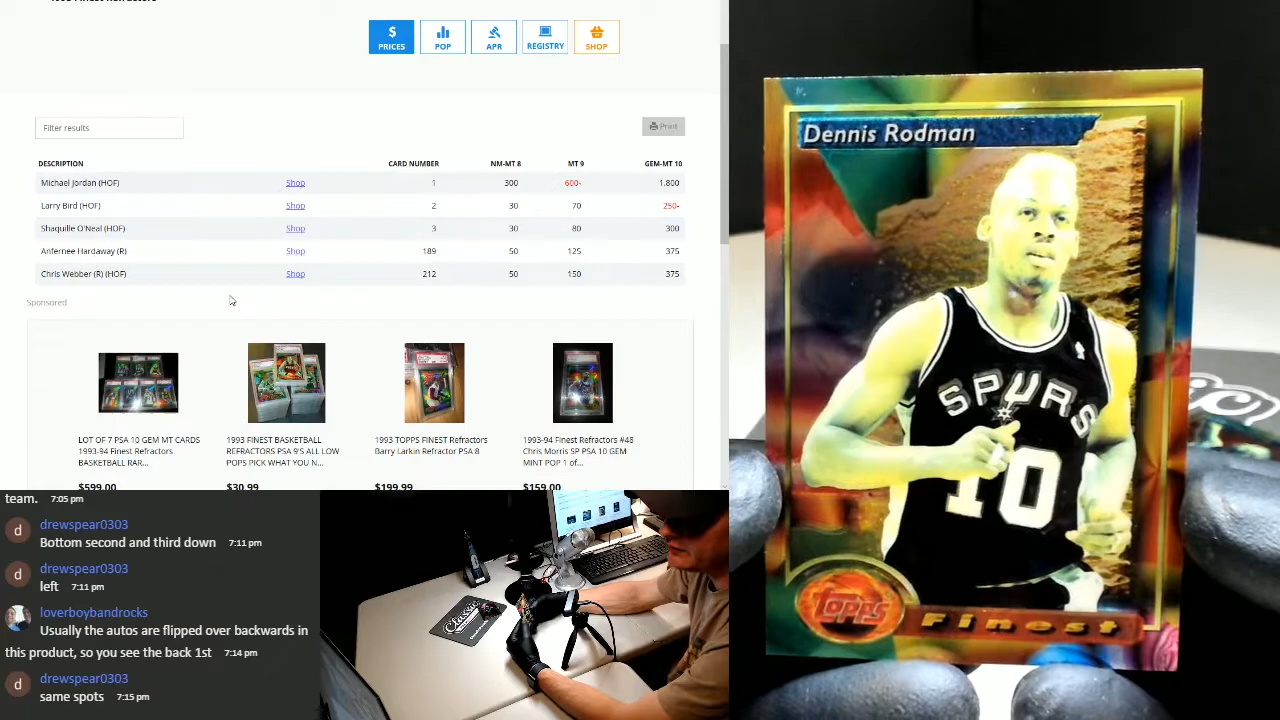 $
PRICES
POP
APR
REGISTRY
SHOP
Filter results
Print
DESCRIPTION CARD NUMBER NM-MT 8 MT 9 GEM-MT 10
Michael Jordan (HOF) Shop 1 300 600- 1,800
Larry Bird (HOF) Shop 2 30 70 250-
Shaquille O'Neal (HOF) Shop 3 30 80 300
Anfernee Hardaway (R) Shop 189 50 125 375
Chris Webber (R) (HOF) Shop 212 50 150 375
Sponsored
LOT OF 7 PSA 10 GEM MT CARDS
1993-94 Finest Refractors
BASKETBALL RAR...
$599.00
1993 FINEST BASKETBALL
REFRACTORS PSA 9'S ALL LOW
POPS PICK WHAT YOU N...
$30.99
1993 TOPPS FINEST Refractors
Barry Larkin Refractor PSA 8
$199.99
1993-94 Finest Refractors #48
Chris Morris SP PSA 10 GEM
MINT POP 1 of...
$159.00
team. 7:05 pm
d drewspear0303
Bottom second and third down 7:11 pm
d drewspear0303
left 7:11 pm
loverboybandrocks
Usually the autos are flipped over backwards in
this product, so you see the back 1st 7:14 pm
d drewspear0303
same spots 7:15 pm
Dennis Rodman
SPURS
10
TOPPS
Finest